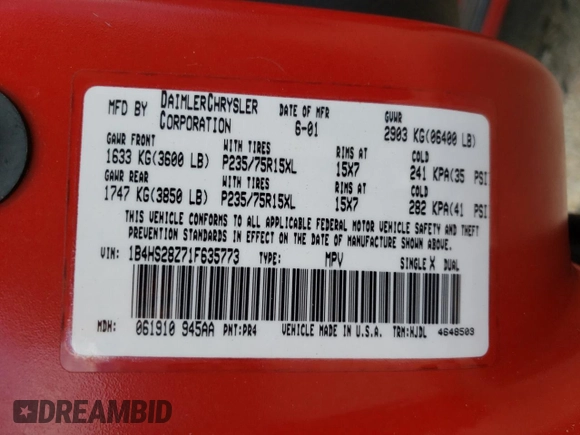 MFD BY DAIMLERCHRYSLER CORPORATION DATE OF MFR 6-01 GVWR 2903 KG(06400 LB)
GAWR FRONT WITH TIRES RIMS AT COLD
1633 KG(3600 LB) P235/75R15XL 15X7 241 KPA(35 PSI
GAWR REAR WITH TIRES RIMS AT COLD
1747 KG(3850 LB) P235/75R15XL 15X7 282 KPA(41 PSI
THIS VEHICLE CONFORMS TO ALL APPLICABLE FEDERAL MOTOR VEHICLE SAFETY AND THEFT
PREVENTION STANDARDS IN EFFECT ON THE DATE OF MANUFACTURE SHOWN ABOVE.
VIN: 1B4HS28Z71F635773 TYPE: MPV SINGLE X DUAL
MDH: 061910 945AA PNT:PR4 VEHICLE MADE IN U.S.A. TRM:HJDL 4648509
DREAMBID